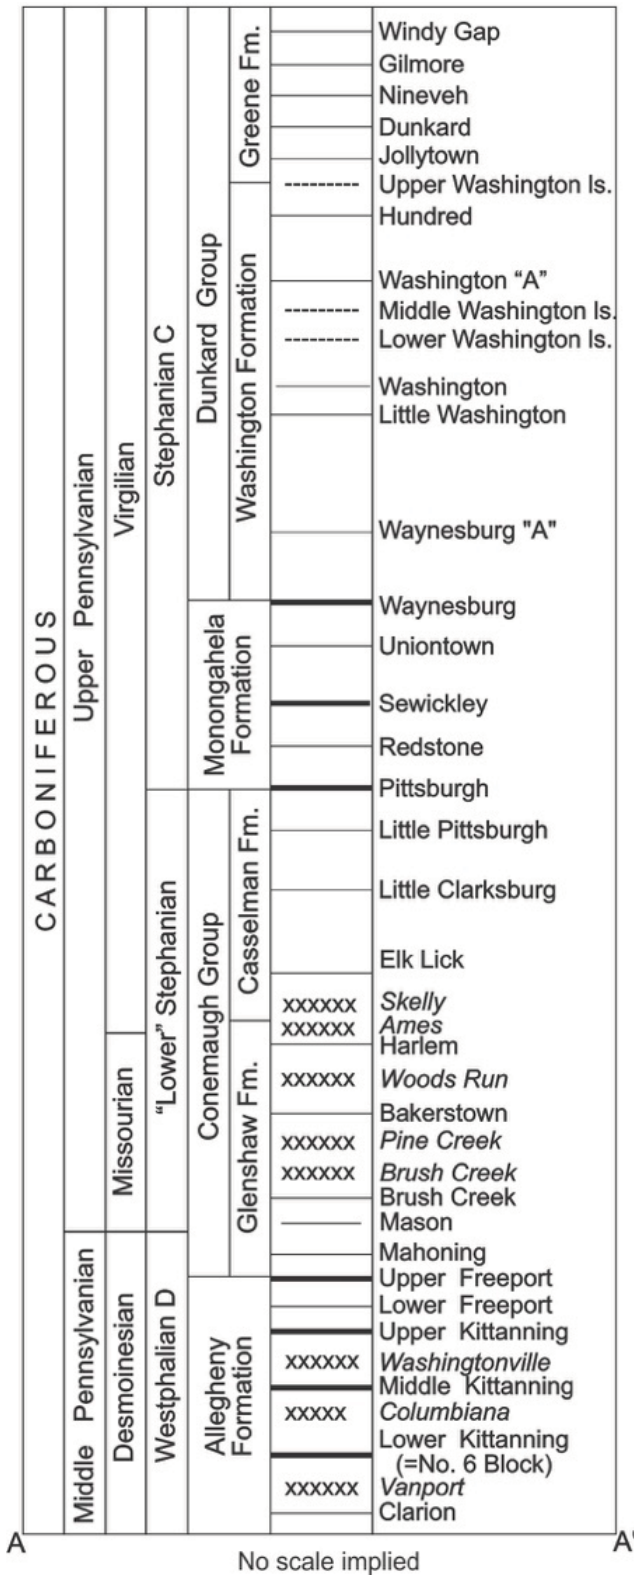 CARBONIFEROUS
Upper Pennsylvanian
Middle Pennsylvanian
Virgilian
Missourian
Desmoinesian
Stephanian C
"Lower" Stephanian
Westphalian D
Dunkard Group
Monongahela
Formation
Conemaugh Group
Allegheny
Formation
Greene Fm.
Washington Formation
Casselman Fm.
Glenshaw Fm.
Windy Gap
Gilmore
Nineveh
Dunkard
Jollytown
Upper Washington ls.
Hundred
Washington “A”
Middle Washington ls.
Lower Washington ls.
Washington
Little Washington
Waynesburg "A"
Waynesburg
Uniontown
Sewickley
Redstone
Pittsburgh
Little Pittsburgh
Little Clarksburg
Elk Lick
xxxxxx Skelly
xxxxxx Ames
Harlem
xxxxxx Woods Run
Bakerstown
xxxxxx Pine Creek
xxxxxx Brush Creek
Brush Creek
Mason
Mahoning
Upper Freeport
Lower Freeport
Upper Kittanning
xxxxxx Washingtonville
Middle Kittanning
xxxxx Columbiana
Lower Kittanning
(=No. 6 Block)
xxxxxx Vanport
Clarion
A
A'
No scale implied